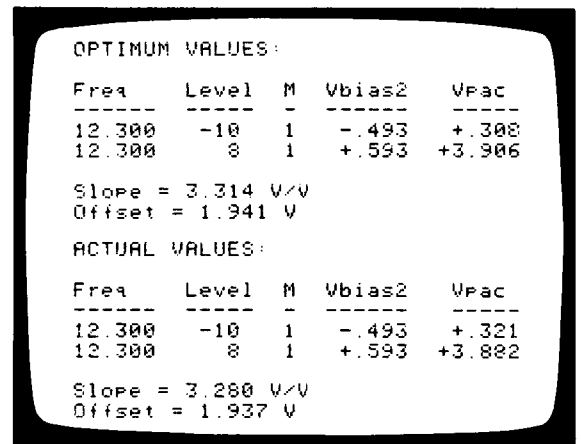 OPTIMUM VALUES:
Freq Level M Vbias2 Vpac
------ ----- - ------ -----
12.300 -10 1 -.493 +.308
12.300 8 1 +.593 +3.906
Slope = 3.314 V/V
Offset = 1.941 V
ACTUAL VALUES:
Freq Level M Vbias2 Vpac
------ ----- - ------ -----
12.300 -10 1 -.493 +.321
12.300 8 1 +.593 +3.882
Slope = 3.280 V/V
Offset = 1.937 V